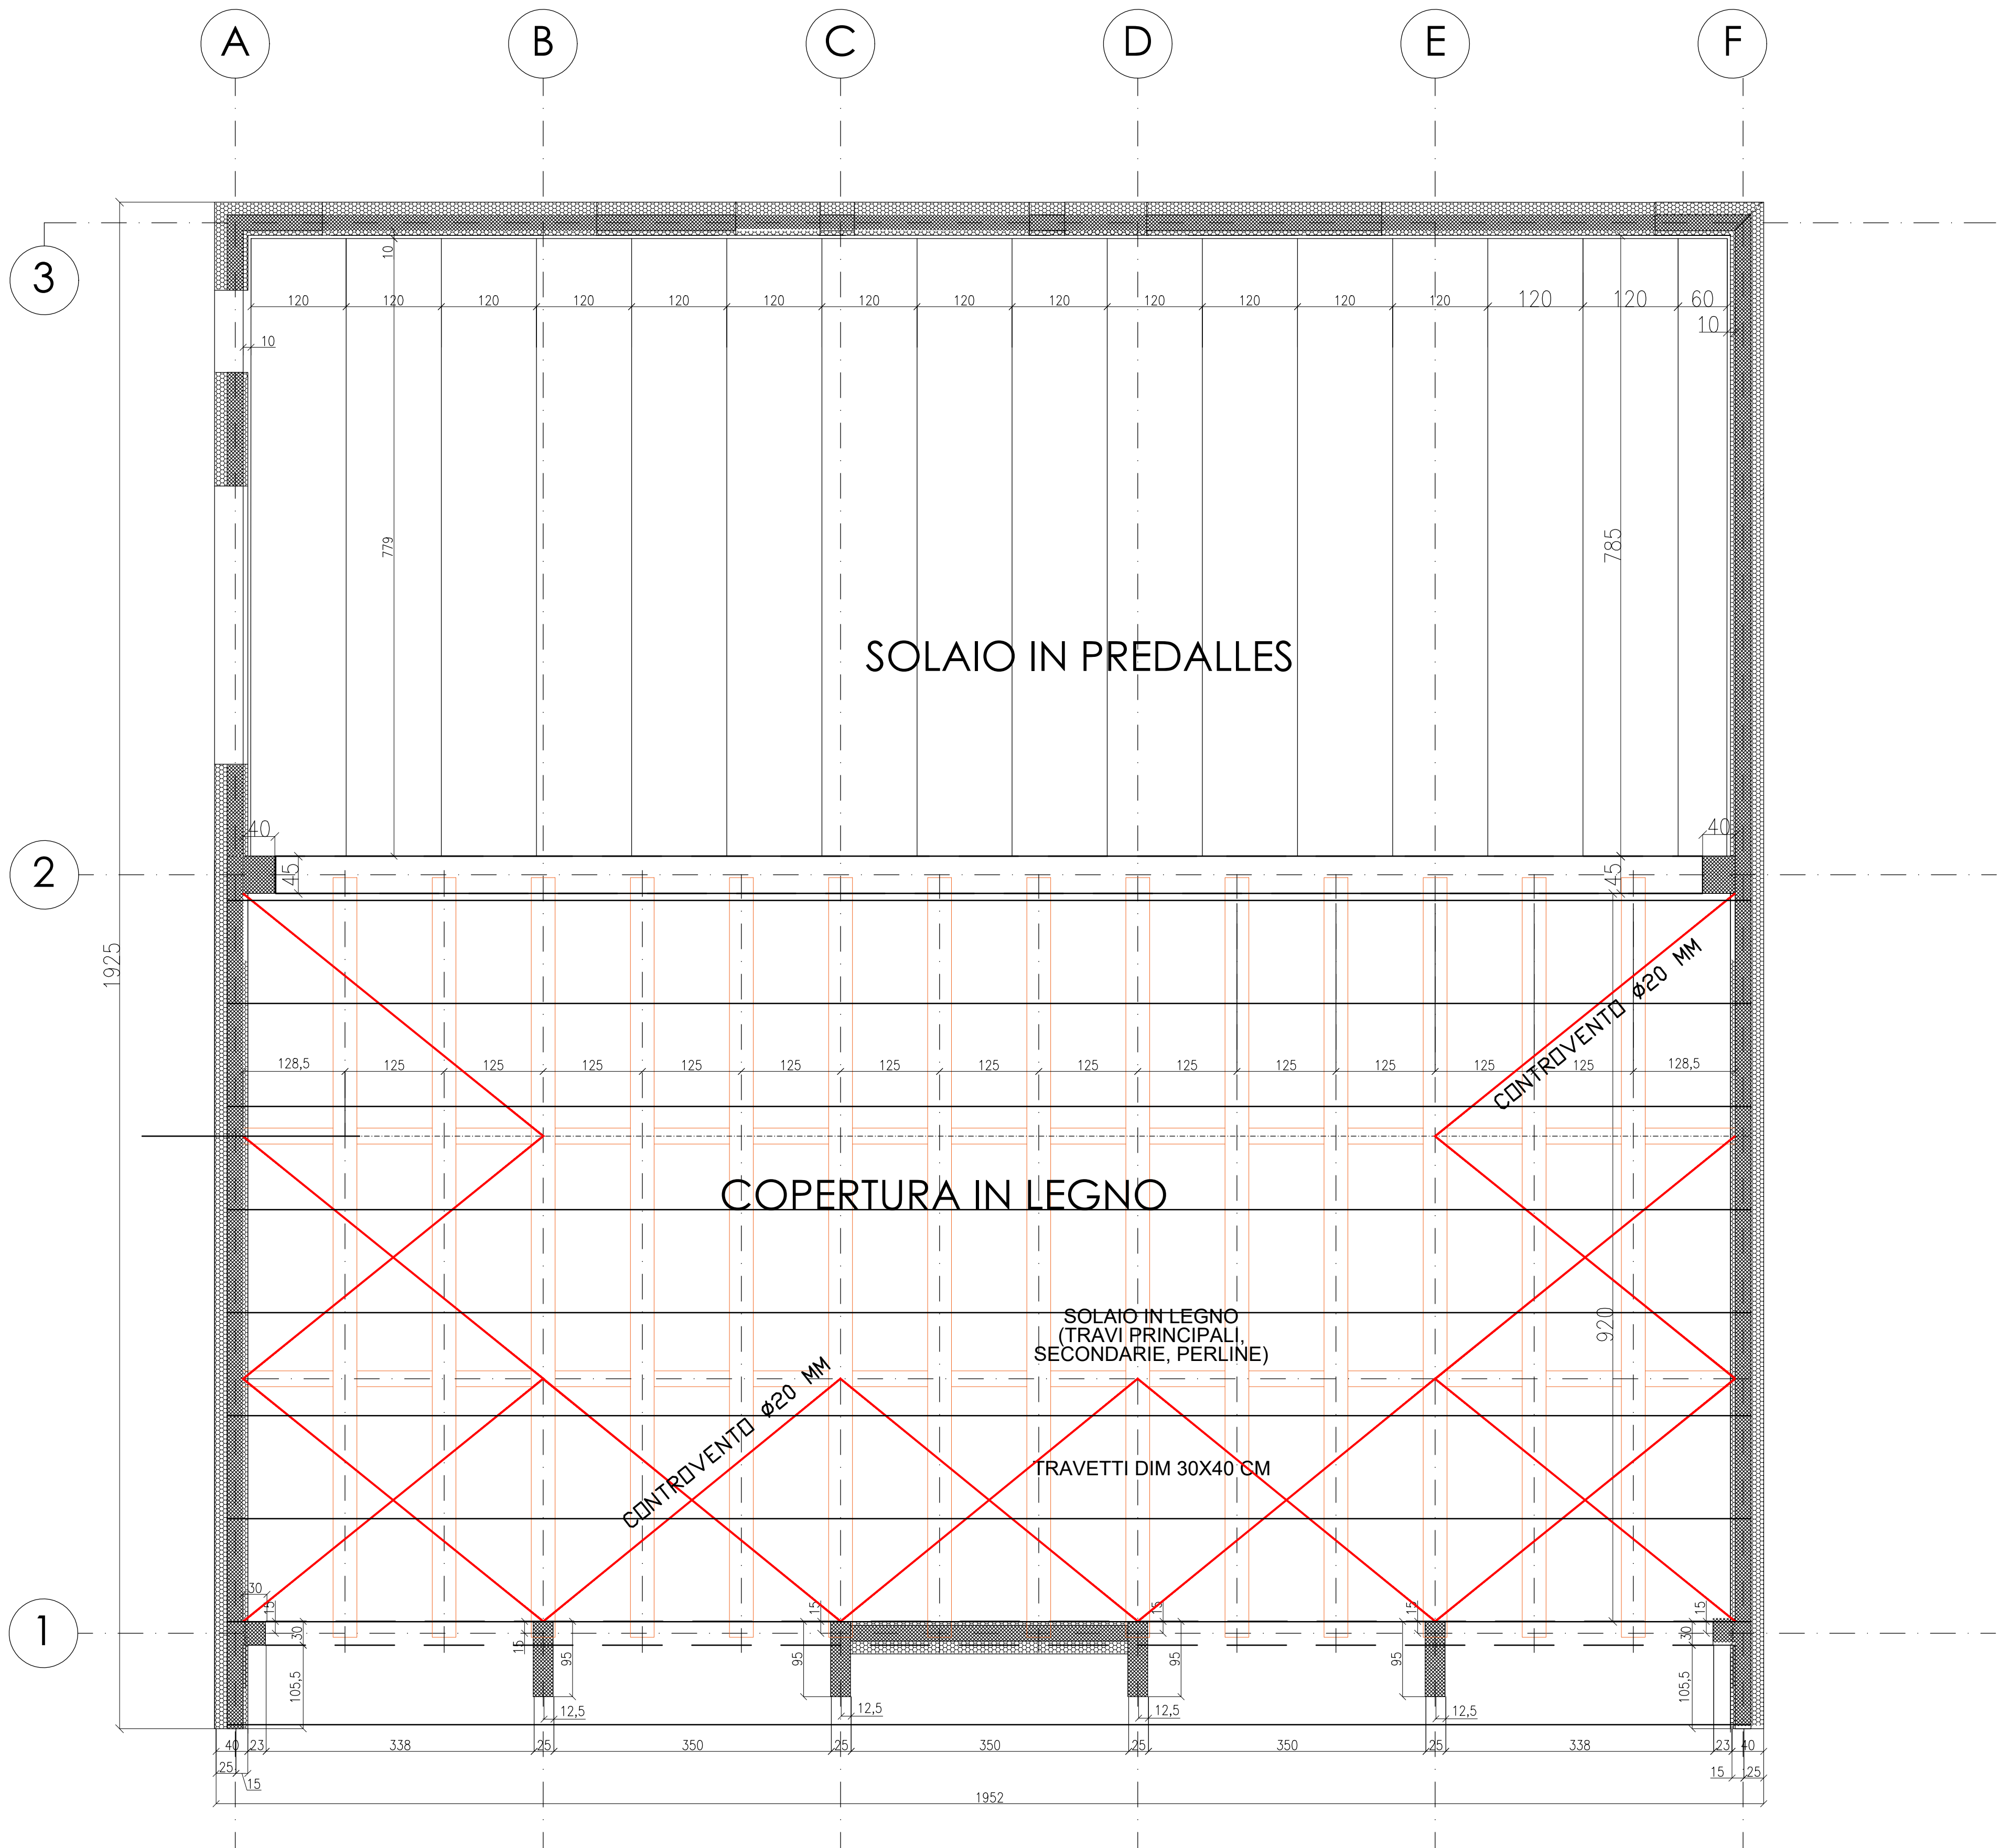 A B C D E F
3
10
120 120 120 120 120 120 120 120 120 120 120 120 120 120 120 60
10
10
779
785
SOLAIO IN PREDALLES
40
40
2
45
45
1925
CONTROVENTO Ø20 MM
128,5 125 125 125 125 125 125 125 125 125 125 125 125 125 128,5
COPERTURA IN LEGNO
SOLAIO IN LEGNO
(TRAVI PRINCIPALI,
SECONDARIE, PERLINE)
920
CONTROVENTO Ø20 MM
TRAVETTI DIM 30X40 CM
30
15 15 15 15 15
1
30 15 30
95 95 95 95
105,5 105,5
12,5 12,5 12,5 12,5
40 23 338 25 350 25 350 25 350 25 338 23 40
25 15 15 25
1952